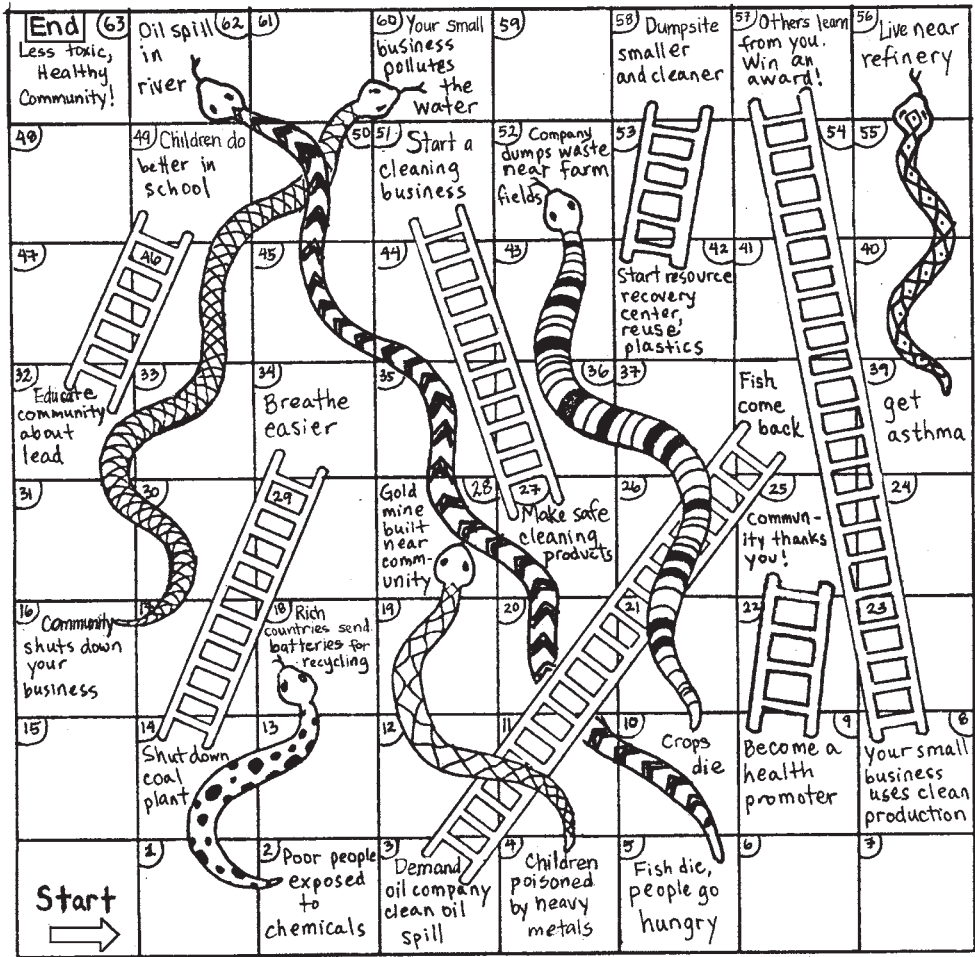 End
63
Less toxic,
Healthy
Community!
Oil spill
62
in
river
61
60
Your small
business
pollutes
the
water
59
58
Dumpsite
smaller
and cleaner
57
Others learn
from you.
Win an
award!
56
Live near
refinery
48
49
Children do
better in
school
50
51
Start a
cleaning
business
52
Company
dumps waste
near farm
fields
53
54
55
47
46
45
44
43
42
Start resource
recovery
center,
reuse
plastics
41
40
32
Educate
community
about
lead
33
34
Breathe
easier
35
36
37
Fish
come
back
39
get
asthma
31
30
29
Gold
mine
built
near
comm-
unity
28
27
Make safe
cleaning
products
26
25
Commun-
ity thanks
you!
24
16
Community
shuts down
your
business
17
18
Rich
countries send
batteries for
recycling
19
20
21
22
23
15
14
Shut down
coal
plant
13
12
11
10
Crops
die
9
Become a
health
promoter
8
your small
business
uses clean
production
Start
1
2
Poor people
exposed
to
chemicals
3
Demand
oil company
clean oil
spill
4
Children
poisoned
by heavy
metals
5
Fish die,
people go
hungry
6
7